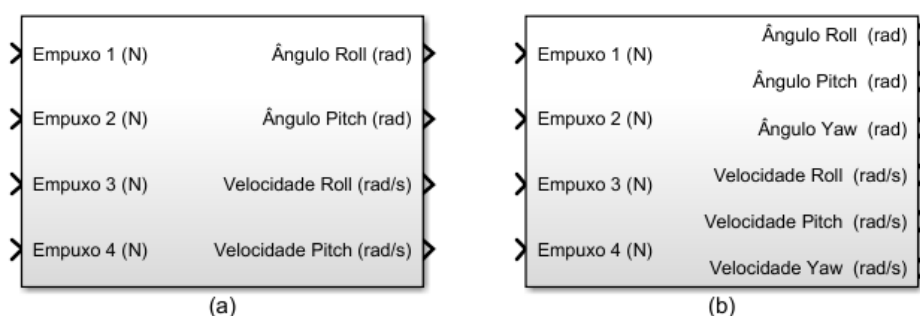 Empuxo 1 (N)
Empuxo 2 (N)
Empuxo 3 (N)
Empuxo 4 (N)
Ângulo Roll (rad)
Ângulo Pitch (rad)
Velocidade Roll (rad/s)
Velocidade Pitch (rad/s)
(a)
Empuxo 1 (N)
Empuxo 2 (N)
Empuxo 3 (N)
Empuxo 4 (N)
Ângulo Roll (rad)
Ângulo Pitch (rad)
Ângulo Yaw (rad)
Velocidade Roll (rad/s)
Velocidade Pitch (rad/s)
Velocidade Yaw (rad/s)
(b)